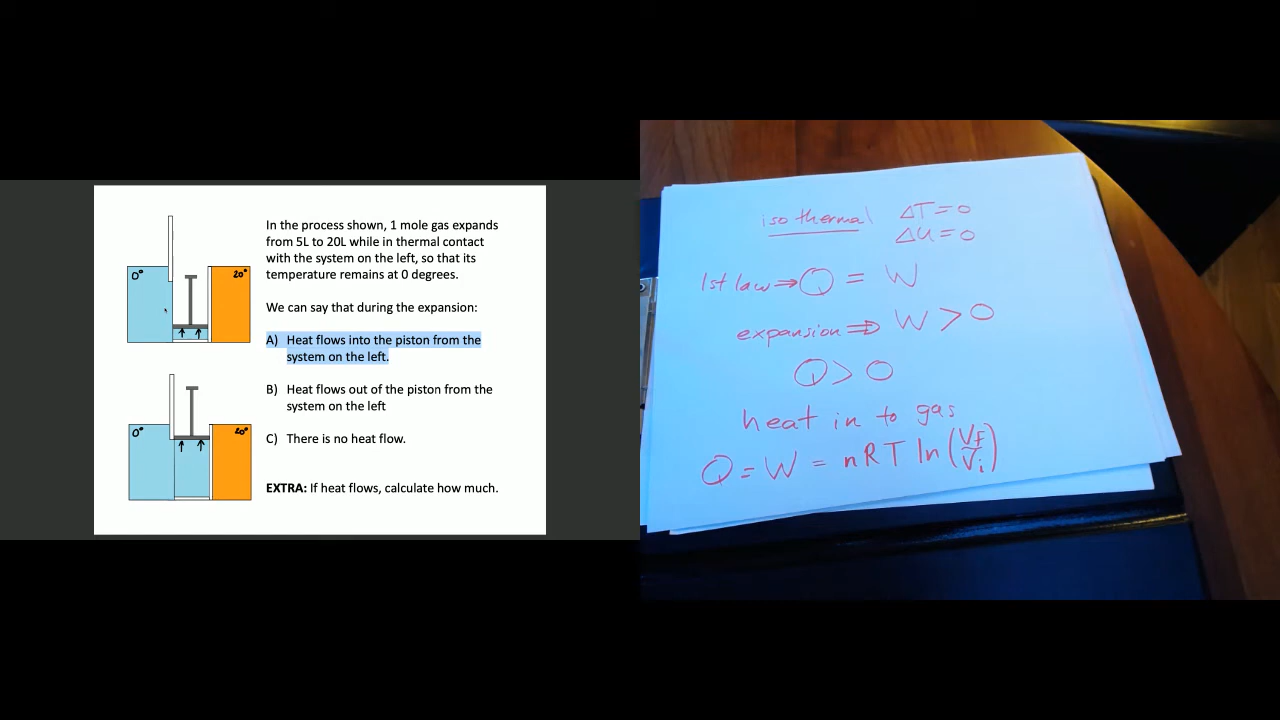 In the process shown, 1 mole gas expands
from 5L to 20L while in thermal contact
with the system on the left, so that its
temperature remains at 0 degrees.
We can say that during the expansion:
A) Heat flows into the piston from the
system on the left.
B) Heat flows out of the piston from the
system on the left
C) There is no heat flow.
EXTRA: If heat flows, calculate how much.
0° 20°
0° 20°
isothermal ΔT=0
ΔU=0
1st law ⇒ Q = W
expansion ⇒ W > 0
Q > 0
heat in to gas
Q = W = nRT ln(Vf/Vi)